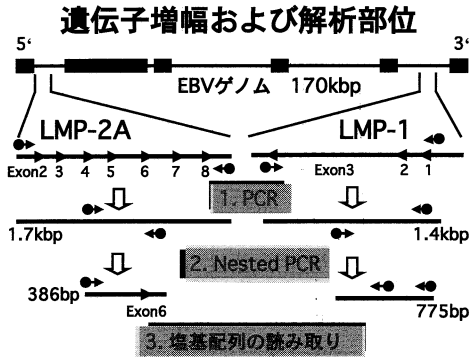 遺伝子増幅および解析部位
5‘ 3‘
EBVゲノム 170kbp
LMP-2A LMP-1
Exon2 3 4 5 6 7 8 Exon3 2 1
1. PCR
1.7kbp 1.4kbp
2. Nested PCR
386bp Exon6 775bp
3. 塩基配列の読み取り